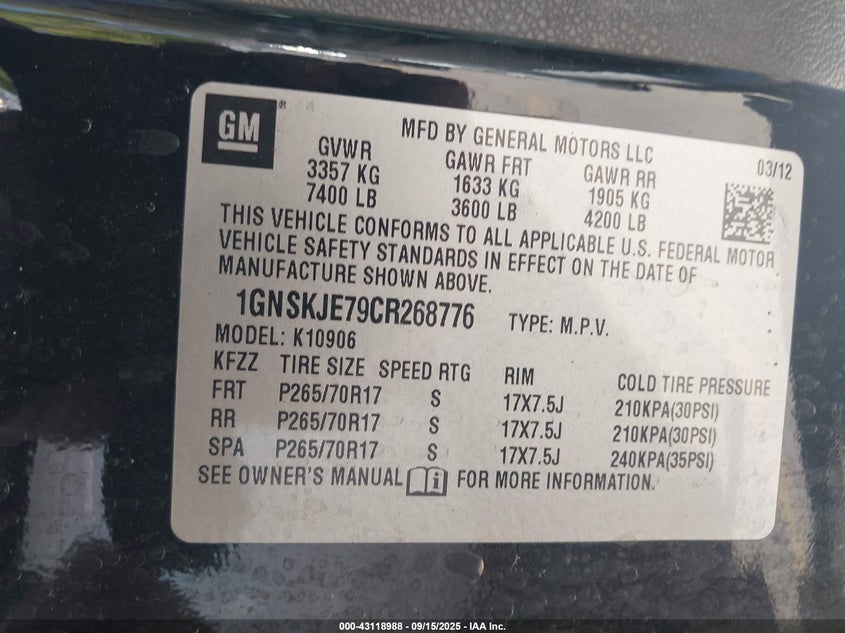 GM
MFD BY GENERAL MOTORS LLC
03/12
GVWR GAWR FRT GAWR RR
3357 KG 1633 KG 1905 KG
7400 LB 3600 LB 4200 LB
THIS VEHICLE CONFORMS TO ALL APPLICABLE U.S. FEDERAL MOTOR
VEHICLE SAFETY STANDARDS IN EFFECT ON THE DATE OF
MANUFACTURE SHOWN ABOVE.
1GNSKJE79CR268776 TYPE: M.P.V.
MODEL: K10906
KFZZ TIRE SIZE SPEED RTG RIM COLD TIRE PRESSURE
FRT P265/70R17 S 17X7.5J 210KPA(30PSI)
RR P265/70R17 S 17X7.5J 210KPA(30PSI)
SPA P265/70R17 S 17X7.5J 240KPA(35PSI)
SEE OWNER'S MANUAL FOR MORE INFORMATION.
000-43118988 - 09/15/2025 - IAA Inc.